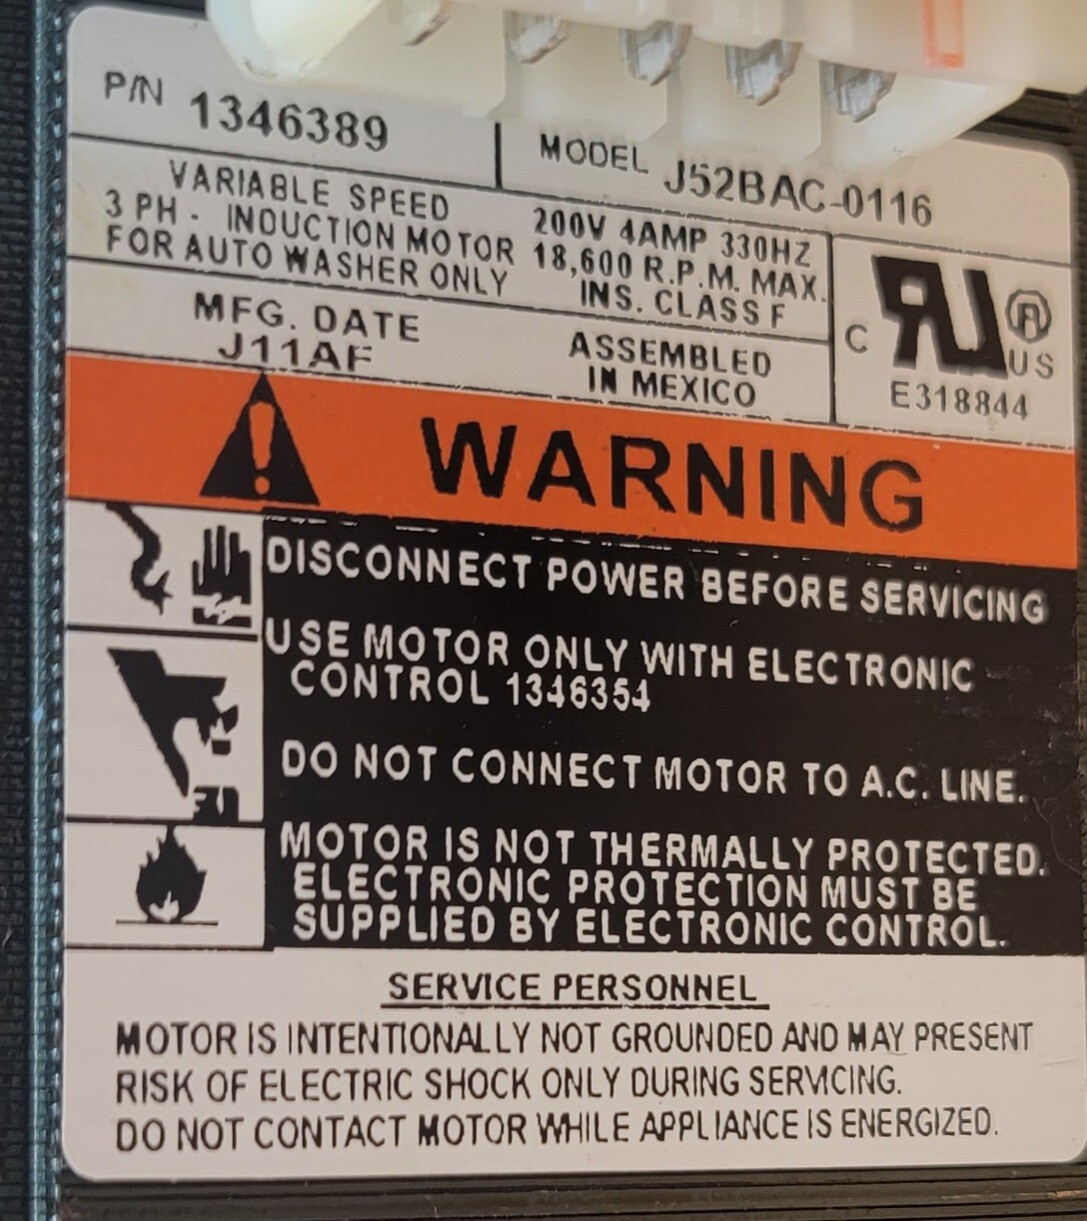 P/N 1346389
MODEL J52BAC-0116
VARIABLE SPEED
3 PH - INDUCTION MOTOR
FOR AUTO WASHER ONLY
200V 4AMP 330HZ
18,600 R.P.M. MAX.
INS. CLASS F
MFG. DATE
J11AF
ASSEMBLED
IN MEXICO
C RU ® US
E318844
WARNING
DISCONNECT POWER BEFORE SERVICING
USE MOTOR ONLY WITH ELECTRONIC
CONTROL 1346354
DO NOT CONNECT MOTOR TO A.C. LINE.
MOTOR IS NOT THERMALLY PROTECTED.
ELECTRONIC PROTECTION MUST BE
SUPPLIED BY ELECTRONIC CONTROL.
SERVICE PERSONNEL
MOTOR IS INTENTIONALLY NOT GROUNDED AND MAY PRESENT
RISK OF ELECTRIC SHOCK ONLY DURING SERVICING.
DO NOT CONTACT MOTOR WHILE APPLIANCE IS ENERGIZED.